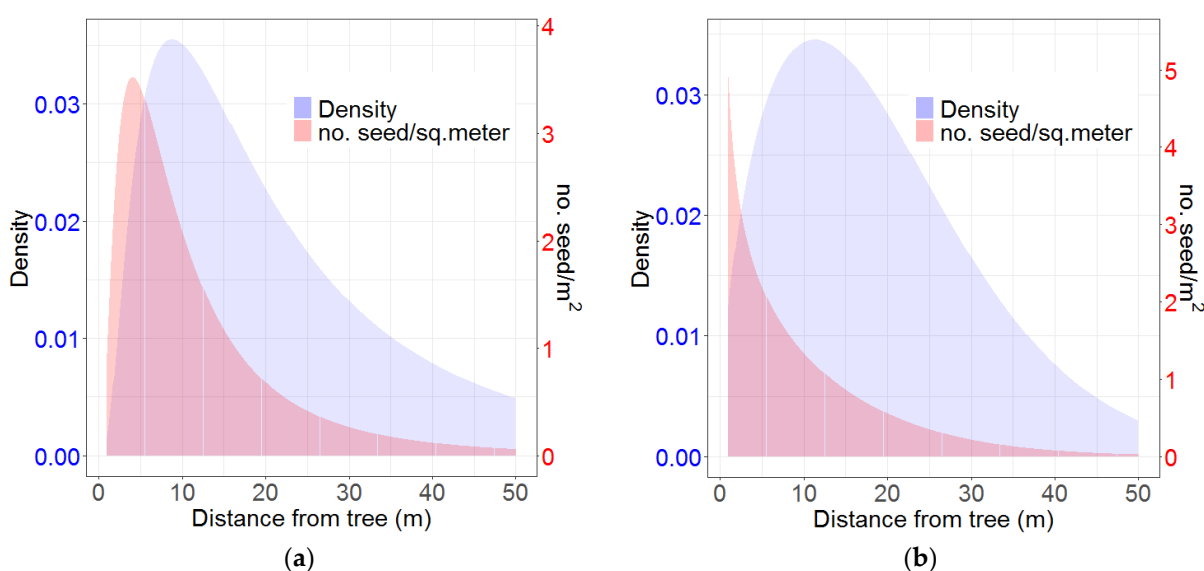 Density
0.03
0.02
0.01
0.00
4
3
2
1
0
no. seed/m2
Density
no. seed/sq.meter
0 10 20 30 40 50
Distance from tree (m)
(a)
Density
0.03
0.02
0.01
0.00
5
4
3
2
1
0
no. seed/m2
Density
no. seed/sq.meter
0 10 20 30 40 50
Distance from tree (m)
(b)